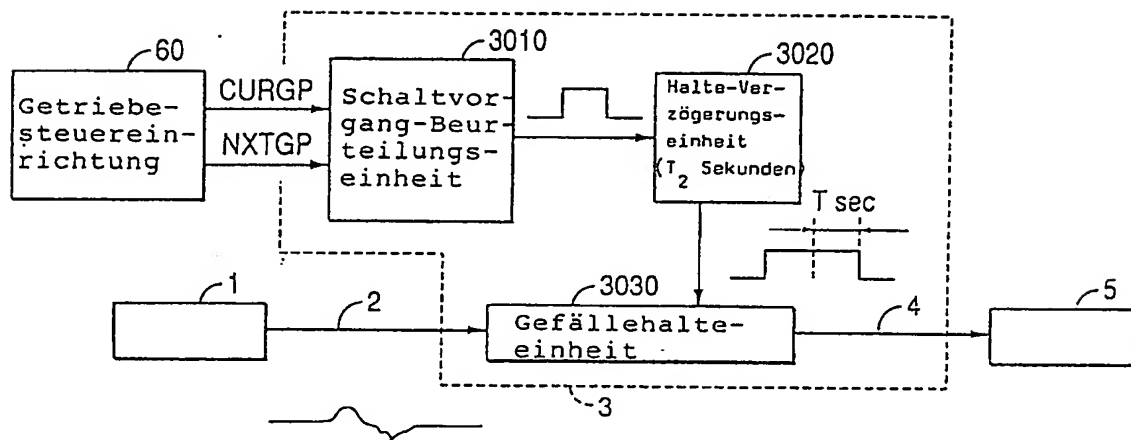 60
3010
3020
Getriebe-
steuerein-
richtung
CURGP
NXTGP
Schaltvor-
gang-Beur-
teilungs-
einheit
Halte-Ver-
zögerungs-
einheit
(T2 Sekunden)
T sec
1
2
3030
Gefällehalte-
einheit
4
5
3